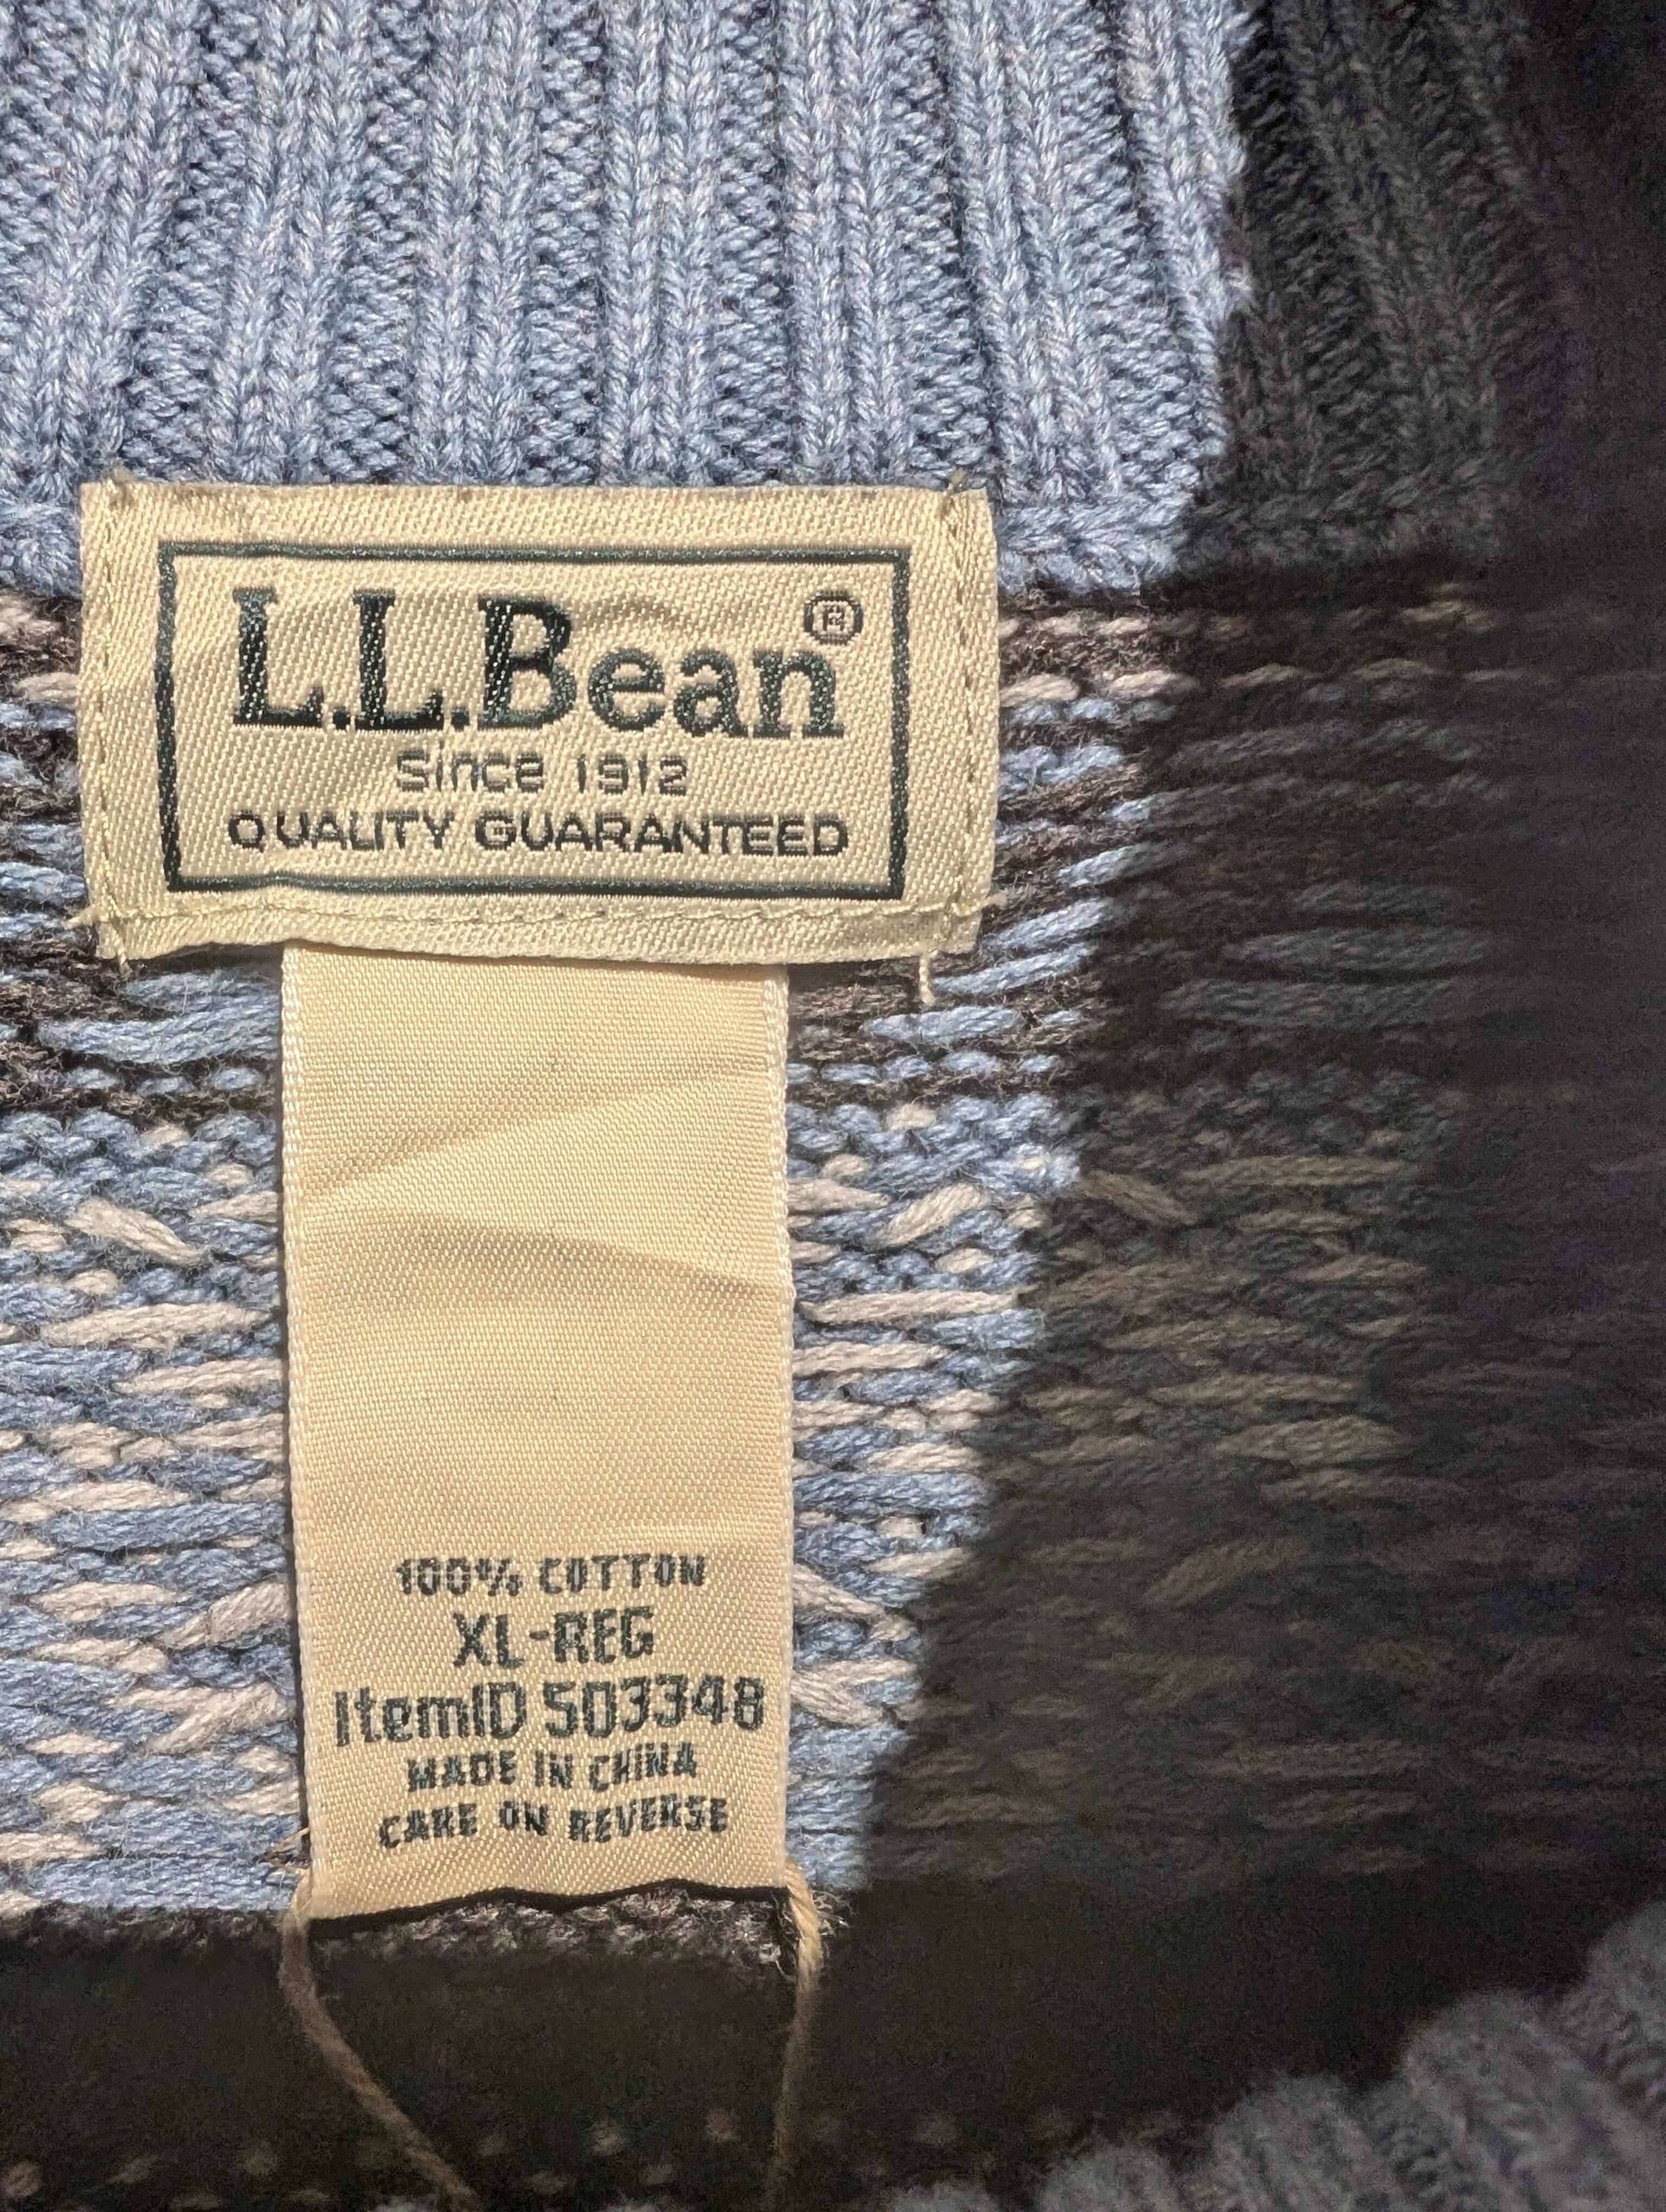 L.L.Bean®
Since 1912
QUALITY GUARANTEED
100% COTTON
XL-REG
ItemID 503348
MADE IN CHINA
CARE ON REVERSE